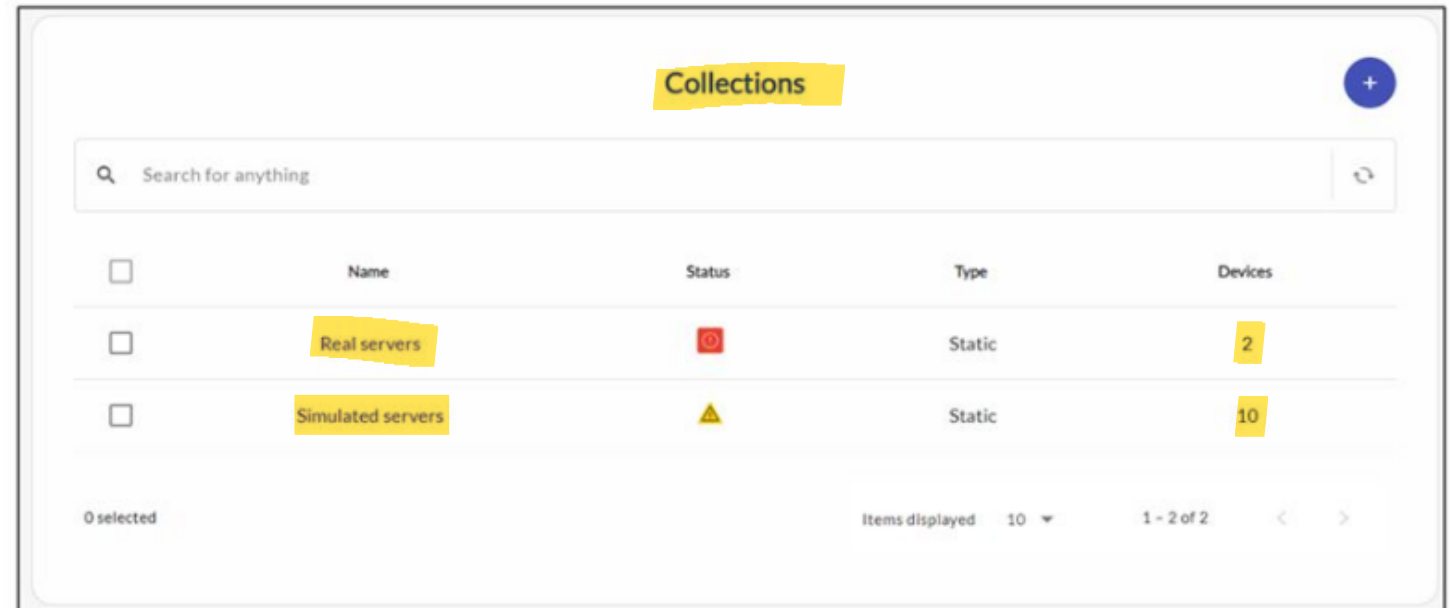 Collections
+
Search for anything
Name Status Type Devices
Real servers Static 2
Simulated servers Static 10
0 selected Items displayed 10 1 – 2 of 2